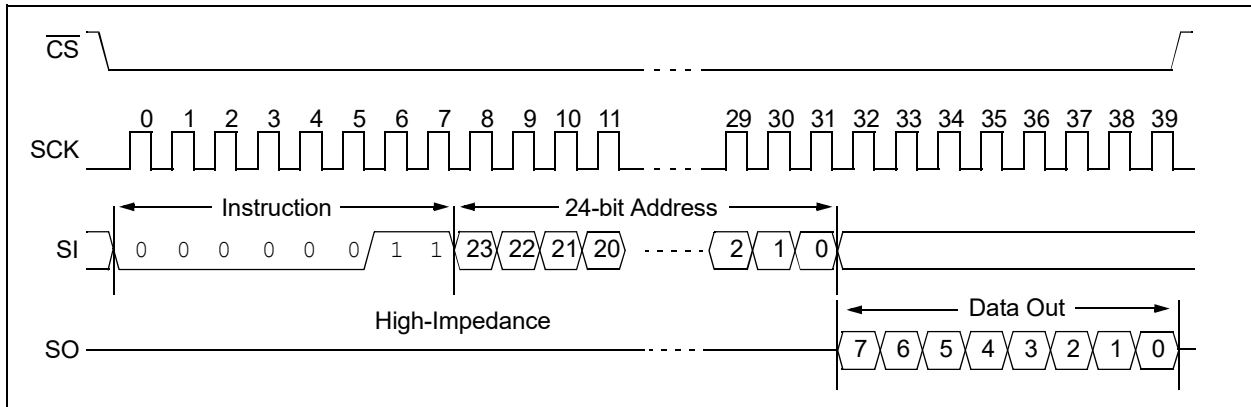 CS
0 1 2 3 4 5 6 7 8 9 10 11 29 30 31 32 33 34 35 36 37 38 39
SCK
Instruction 24-bit Address
SI 0 0 0 0 0 0 1 1 23 22 21 20 2 1 0
High-Impedance Data Out
SO 7 6 5 4 3 2 1 0